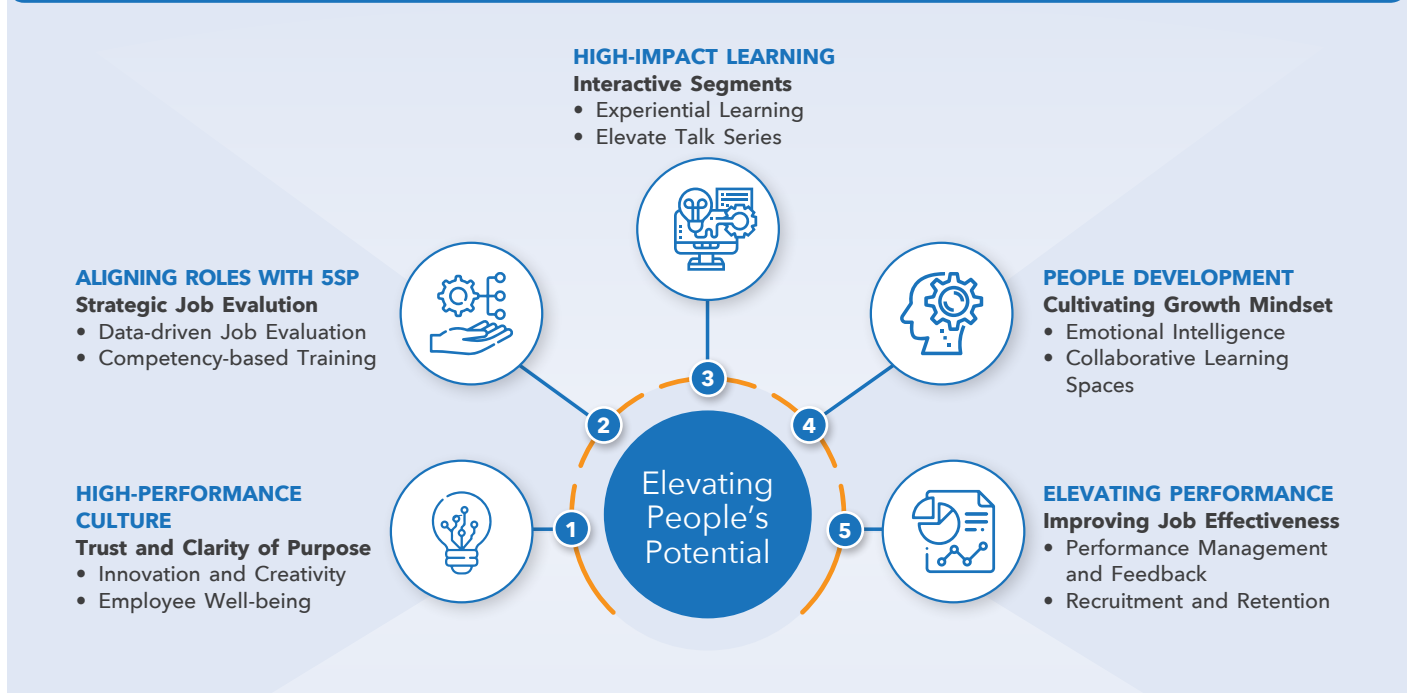 HIGH-IMPACT LEARNING
Interactive Segments
• Experiential Learning
• Elevate Talk Series
ALIGNING ROLES WITH 5SP
Strategic Job Evalution
• Data-driven Job Evaluation
• Competency-based Training
PEOPLE DEVELOPMENT
Cultivating Growth Mindset
• Emotional Intelligence
• Collaborative Learning
Spaces
3
2
4
HIGH-PERFORMANCE
CULTURE
Trust and Clarity of Purpose
• Innovation and Creativity
• Employee Well-being
1
Elevating
People's
Potential
5
ELEVATING PERFORMANCE
Improving Job Effectiveness
• Performance Management
and Feedback
• Recruitment and Retention